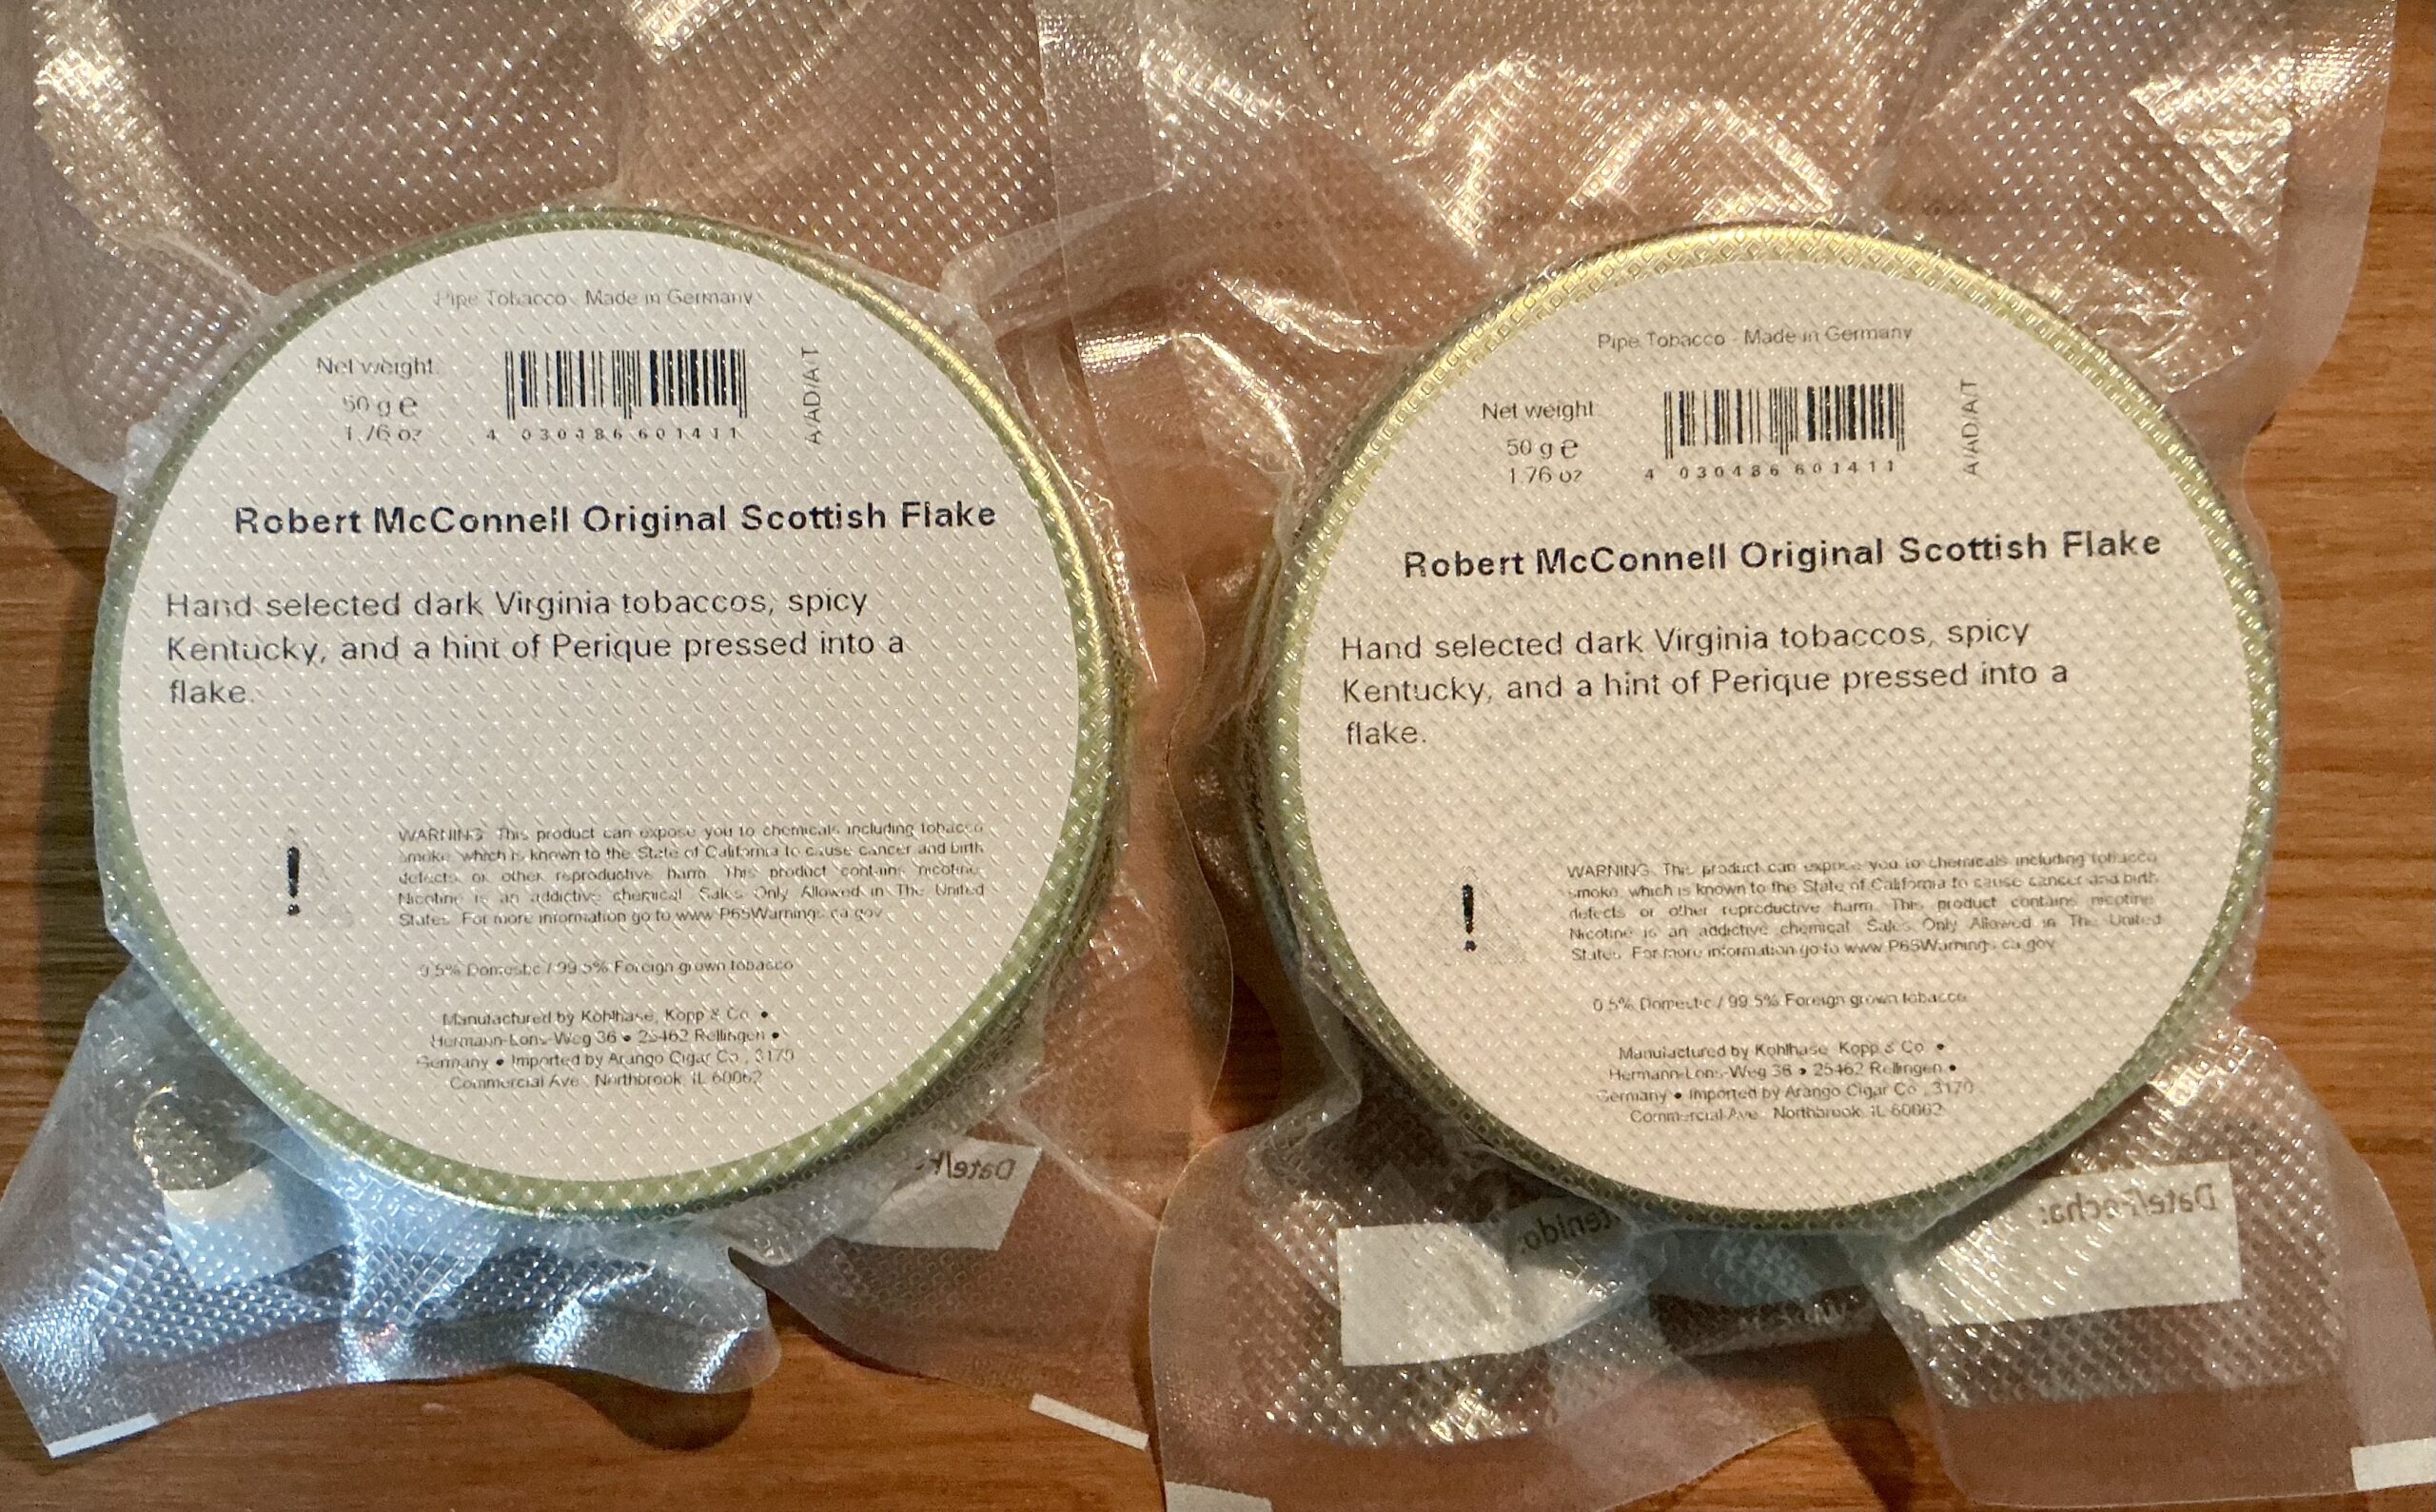 Pipe Tobacco - Made in Germany
Net weight
50 g e
1.76 oz
4 030486 601411
A/AD/A/T
Robert McConnell Original Scottish Flake
Hand selected dark Virginia tobaccos, spicy
Kentucky, and a hint of Perique pressed into a
flake.
!
WARNING: This product can expose you to chemicals including tobacco
smoke, which is known to the State of California to cause cancer and birth
defects or other reproductive harm. This product contains nicotine.
Nicotine is an addictive chemical. Sales Only Allowed in The United
States. For more information go to www.P65Warnings.ca.gov
0.5% Domestic / 99.5% Foreign grown tobacco
Manufactured by Kohlhase, Kopp & Co. •
Hermann-Lons-Weg 36 • 25462 Rellingen •
Germany • Imported by Arango Cigar Co., 3170
Commercial Ave. Northbrook, IL 60062
Date/
Pipe Tobacco - Made in Germany
Net weight
50 g e
1.76 oz
4 030486 601411
A/AD/A/T
Robert McConnell Original Scottish Flake
Hand selected dark Virginia tobaccos, spicy
Kentucky, and a hint of Perique pressed into a
flake.
!
WARNING: This product can expose you to chemicals including tobacco
smoke, which is known to the State of California to cause cancer and birth
defects or other reproductive harm. This product contains nicotine.
Nicotine is an addictive chemical. Sales Only Allowed in The United
States. For more information go to www.P65Warnings.ca.gov
0.5% Domestic / 99.5% Foreign grown tobacco
Manufactured by Kohlhase, Kopp & Co. •
Hermann-Lons-Weg 36 • 25462 Rellingen •
Germany • Imported by Arango Cigar Co., 3170
Commercial Ave. Northbrook, IL 60062
Date/Fecha: